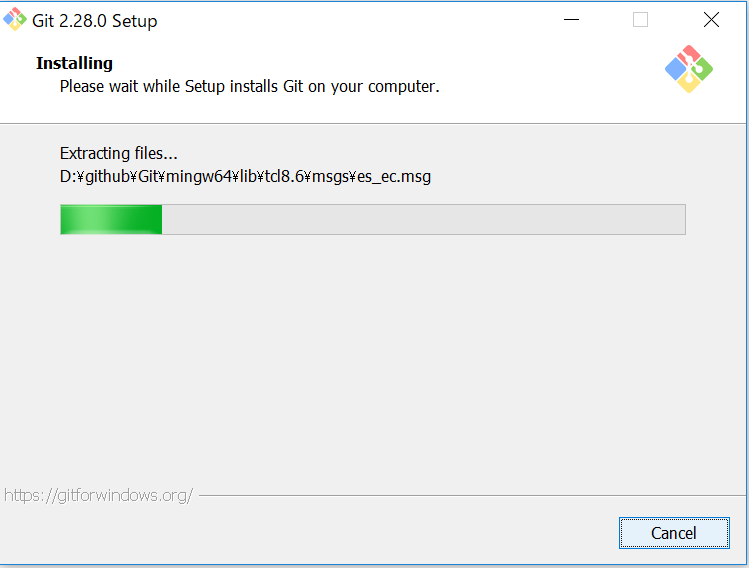 Git 2.28.0 Setup
Installing
Please wait while Setup installs Git on your computer.
Extracting files...
D:¥github¥Git¥mingw64¥lib¥tcl8.6¥msgs¥es_ec.msg
https://gitforwindows.org/
Cancel